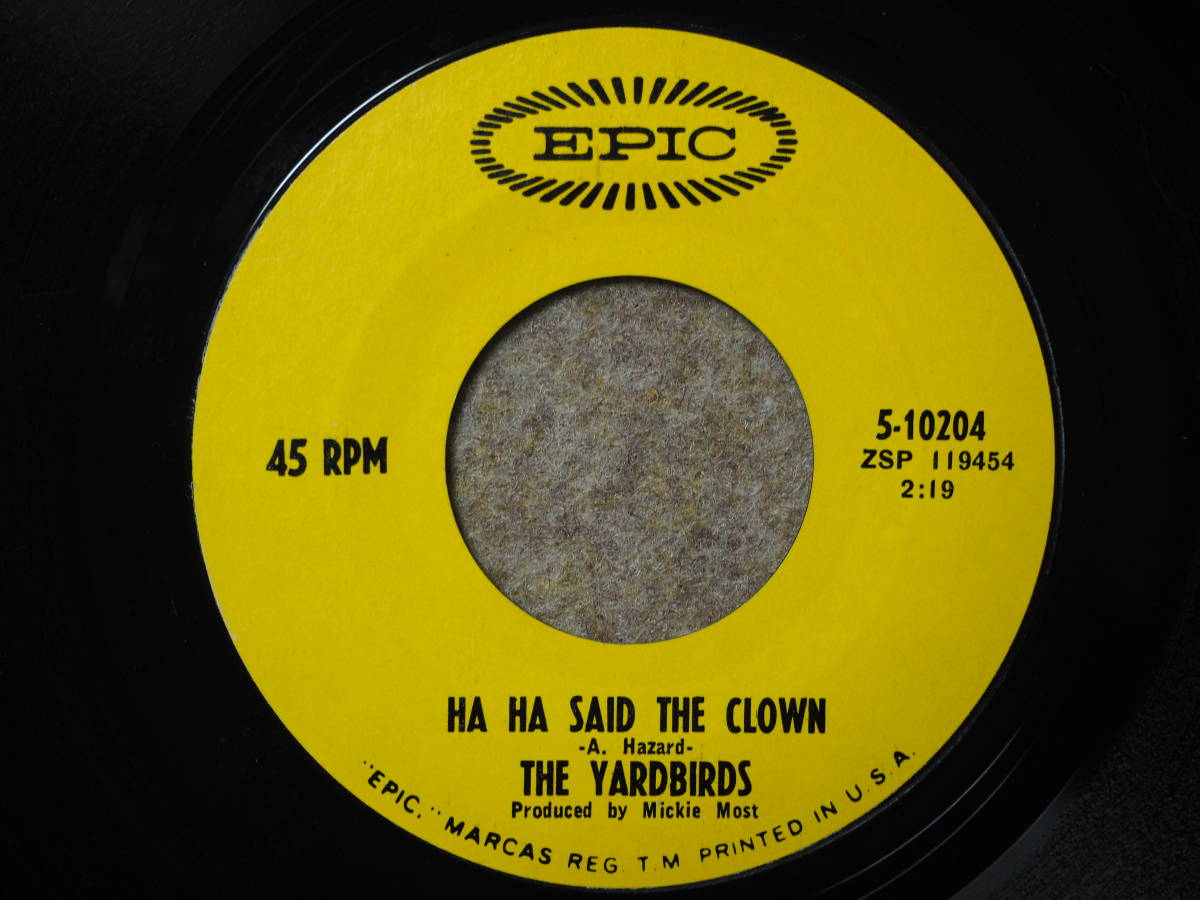 EPIC
45 RPM
5-10204
ZSP 119454
2:19
HA HA SAID THE CLOWN
-A. Hazard-
THE YARDBIRDS
Produced by Mickie Most
"EPIC," MARCAS REG. T.M PRINTED IN U.S.A.